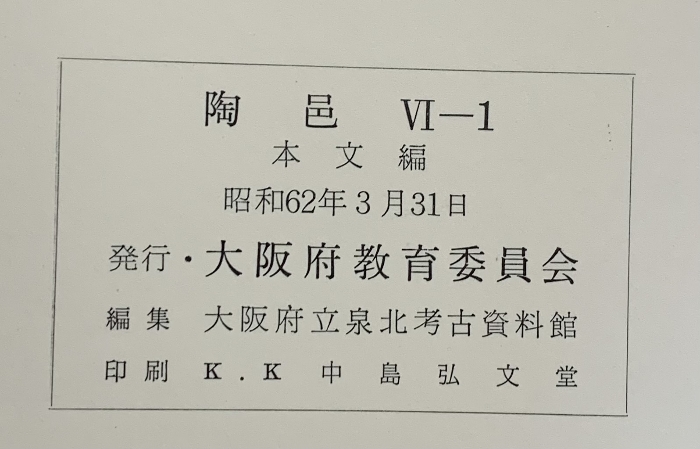 陶邑 Ⅵ—1
本文編
昭和62年3月31日
発行・大阪府教育委員会
編集 大阪府立泉北考古資料館
印刷 K.K 中島弘文堂